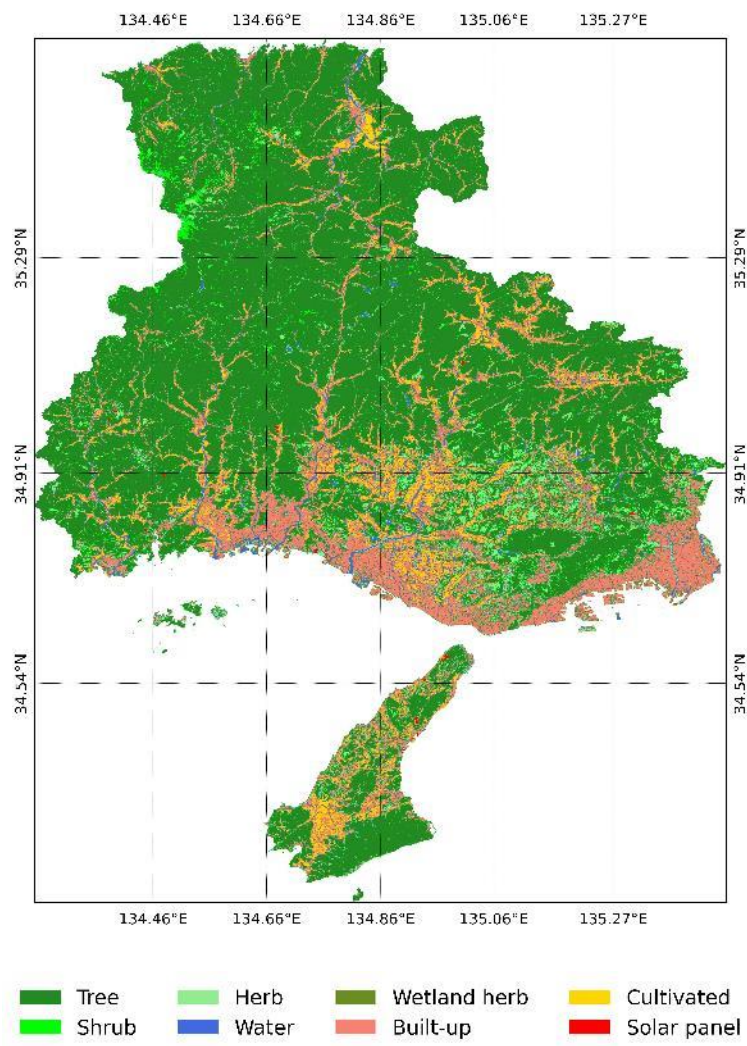 134.46°E 134.66°E 134.86°E 135.06°E 135.27°E
35.29°N 35.29°N
34.91°N 34.91°N
34.54°N 34.54°N
134.46°E 134.66°E 134.86°E 135.06°E 135.27°E
Tree Herb Wetland herb Cultivated
Shrub Water Built-up Solar panel